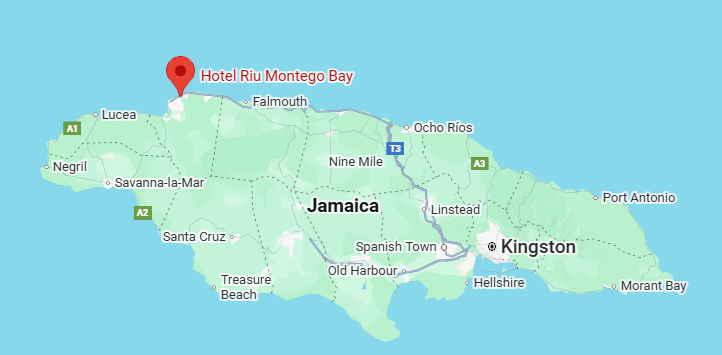 Hotel Riu Montego Bay
Falmouth
Lucea
A1
Ocho Ríos
T3
Nine Mile
A3
Negril
Savanna-la-Mar
Port Antonio
Jamaica
A2
Linstead
Santa Cruz
Spanish Town
Kingston
Old Harbour
Treasure
Beach
Hellshire
Morant Bay